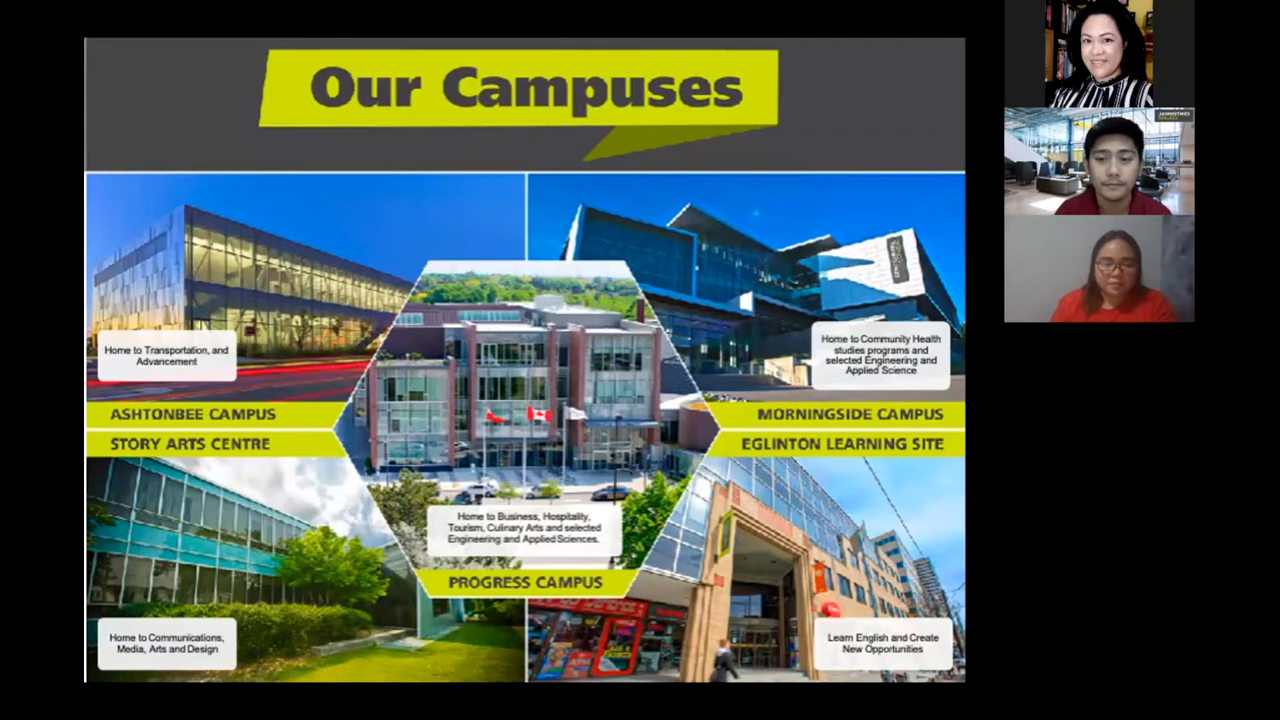 Our Campuses
Home to Transportation, and
Advancement
Home to Community Health
studies programs and
selected Engineering and
Applied Science
ASHTONBEE CAMPUS
MORNINGSIDE CAMPUS
STORY ARTS CENTRE
EGLINTON LEARNING SITE
Home to Business, Hospitality,
Tourism, Culinary Arts and selected
Engineering and Applied Sciences.
PROGRESS CAMPUS
Home to Communications,
Media, Arts and Design
Learn English and Create
New Opportunities